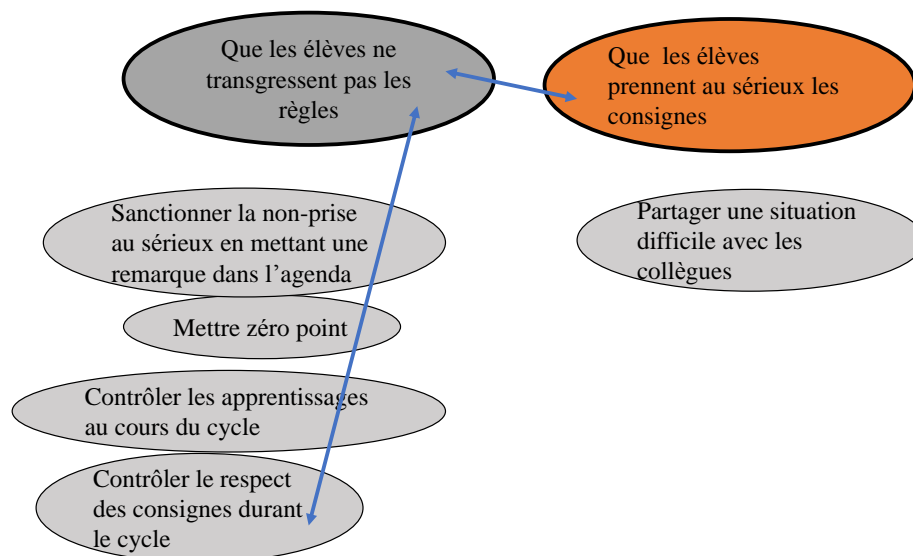 Que les élèves ne
transgressent pas les
règles
Que les élèves
prennent au sérieux les
consignes
Sanctionner la non-prise
au sérieux en mettant une
remarque dans l’agenda
Partager une situation
difficile avec les
collègues
Mettre zéro point
Contrôler les apprentissages
au cours du cycle
Contrôler le respect
des consignes durant
le cycle